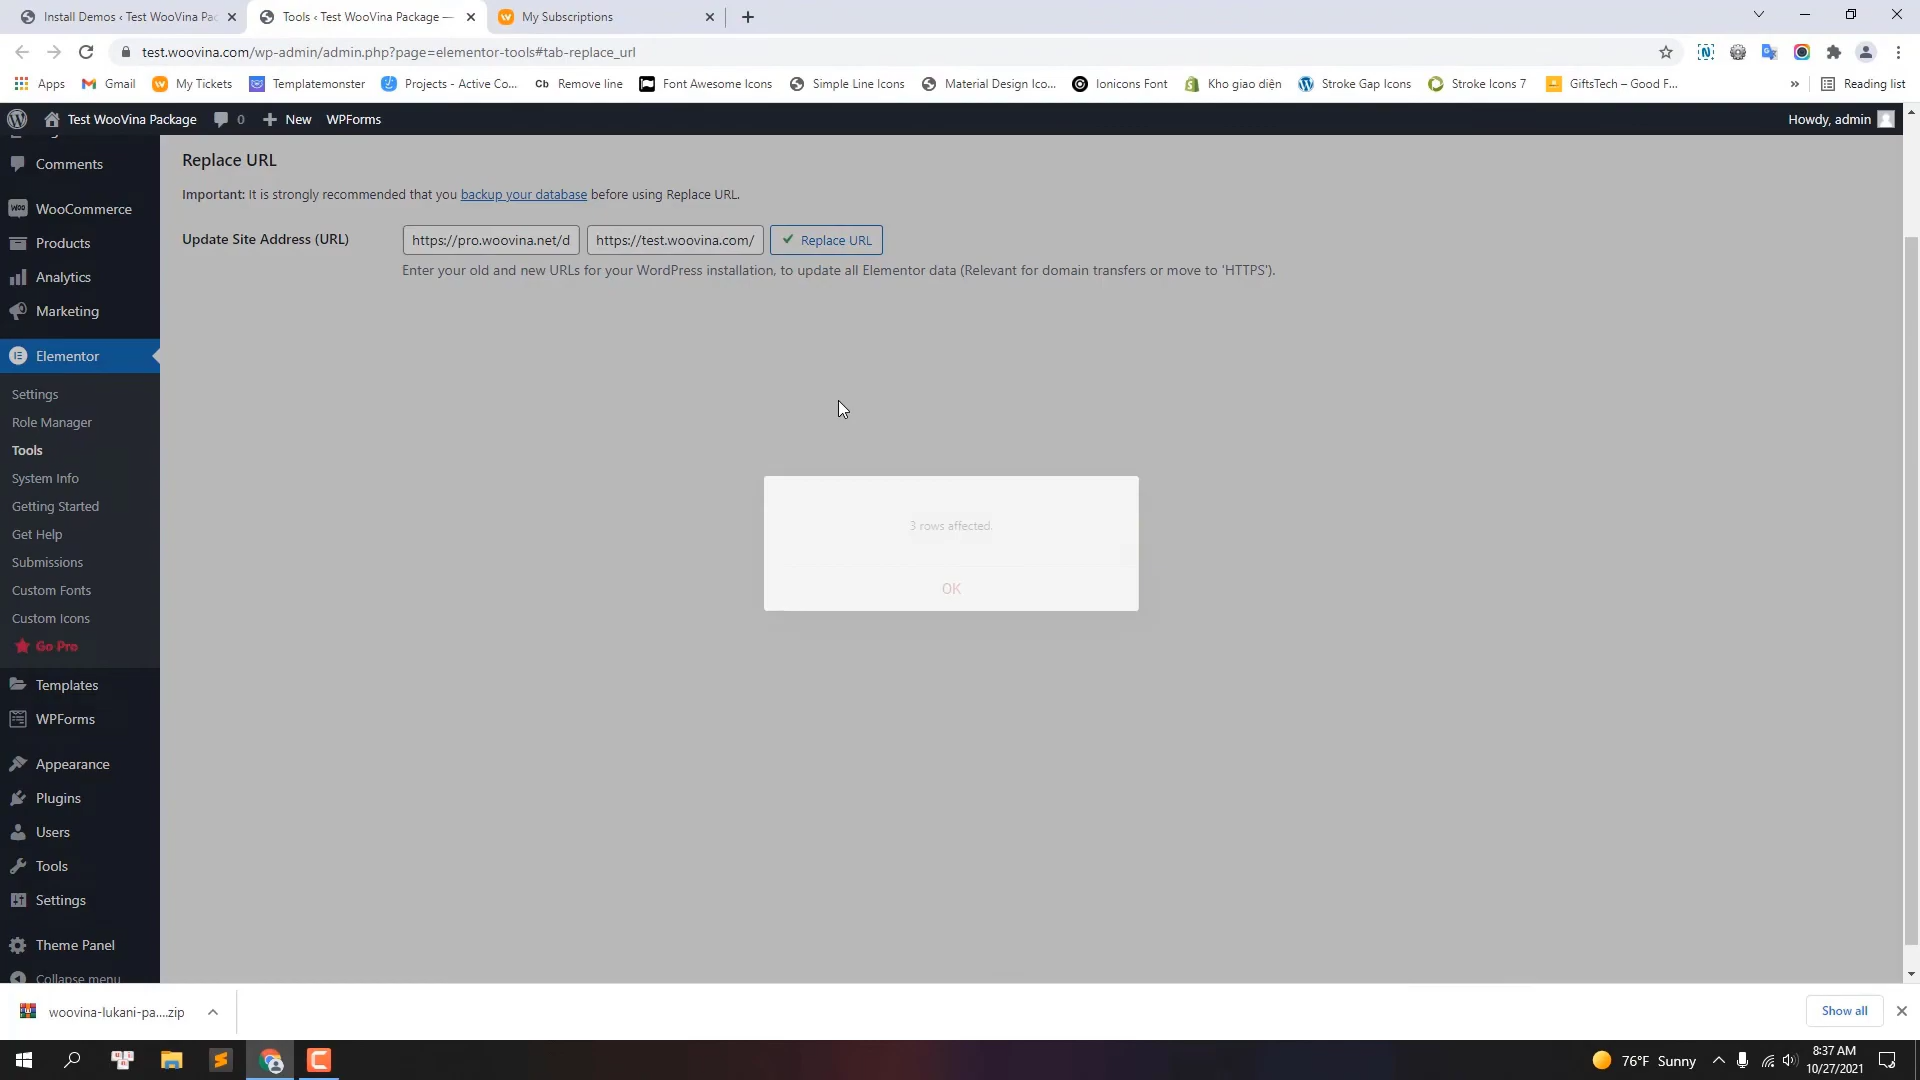 Install Demos ‹ Test WooVina Pac
Tools ‹ Test WooVina Package —
My Subscriptions
test.woovina.com/wp-admin/admin.php?page=elementor-tools#tab-replace_url
Apps
Gmail
My Tickets
Templatemonster
Projects - Active Co...
Cb Remove line
Font Awesome Icons
Simple Line Icons
Material Design Ico...
Ionicons Font
Kho giao diện
Stroke Gap Icons
Stroke Icons 7
GiftsTech – Good F...
»
Reading list
Test WooVina Package
0
New
WPForms
Howdy, admin
Comments
WooCommerce
Products
Analytics
Marketing
Elementor
Settings
Role Manager
Tools
System Info
Getting Started
Get Help
Submissions
Custom Fonts
Custom Icons
Go Pro
Templates
WPForms
Appearance
Plugins
Users
Tools
Settings
Theme Panel
Collapse menu
Replace URL
Important: It is strongly recommended that you backup your database before using Replace URL.
Update Site Address (URL)
https://pro.woovina.net/d
https://test.woovina.com/
Replace URL
Enter your old and new URLs for your WordPress installation, to update all Elementor data (Relevant for domain transfers or move to 'HTTPS').
3 rows affected.
OK
woovina-lukani-pa....zip
Show all
76°F Sunny
8:37 AM
10/27/2021